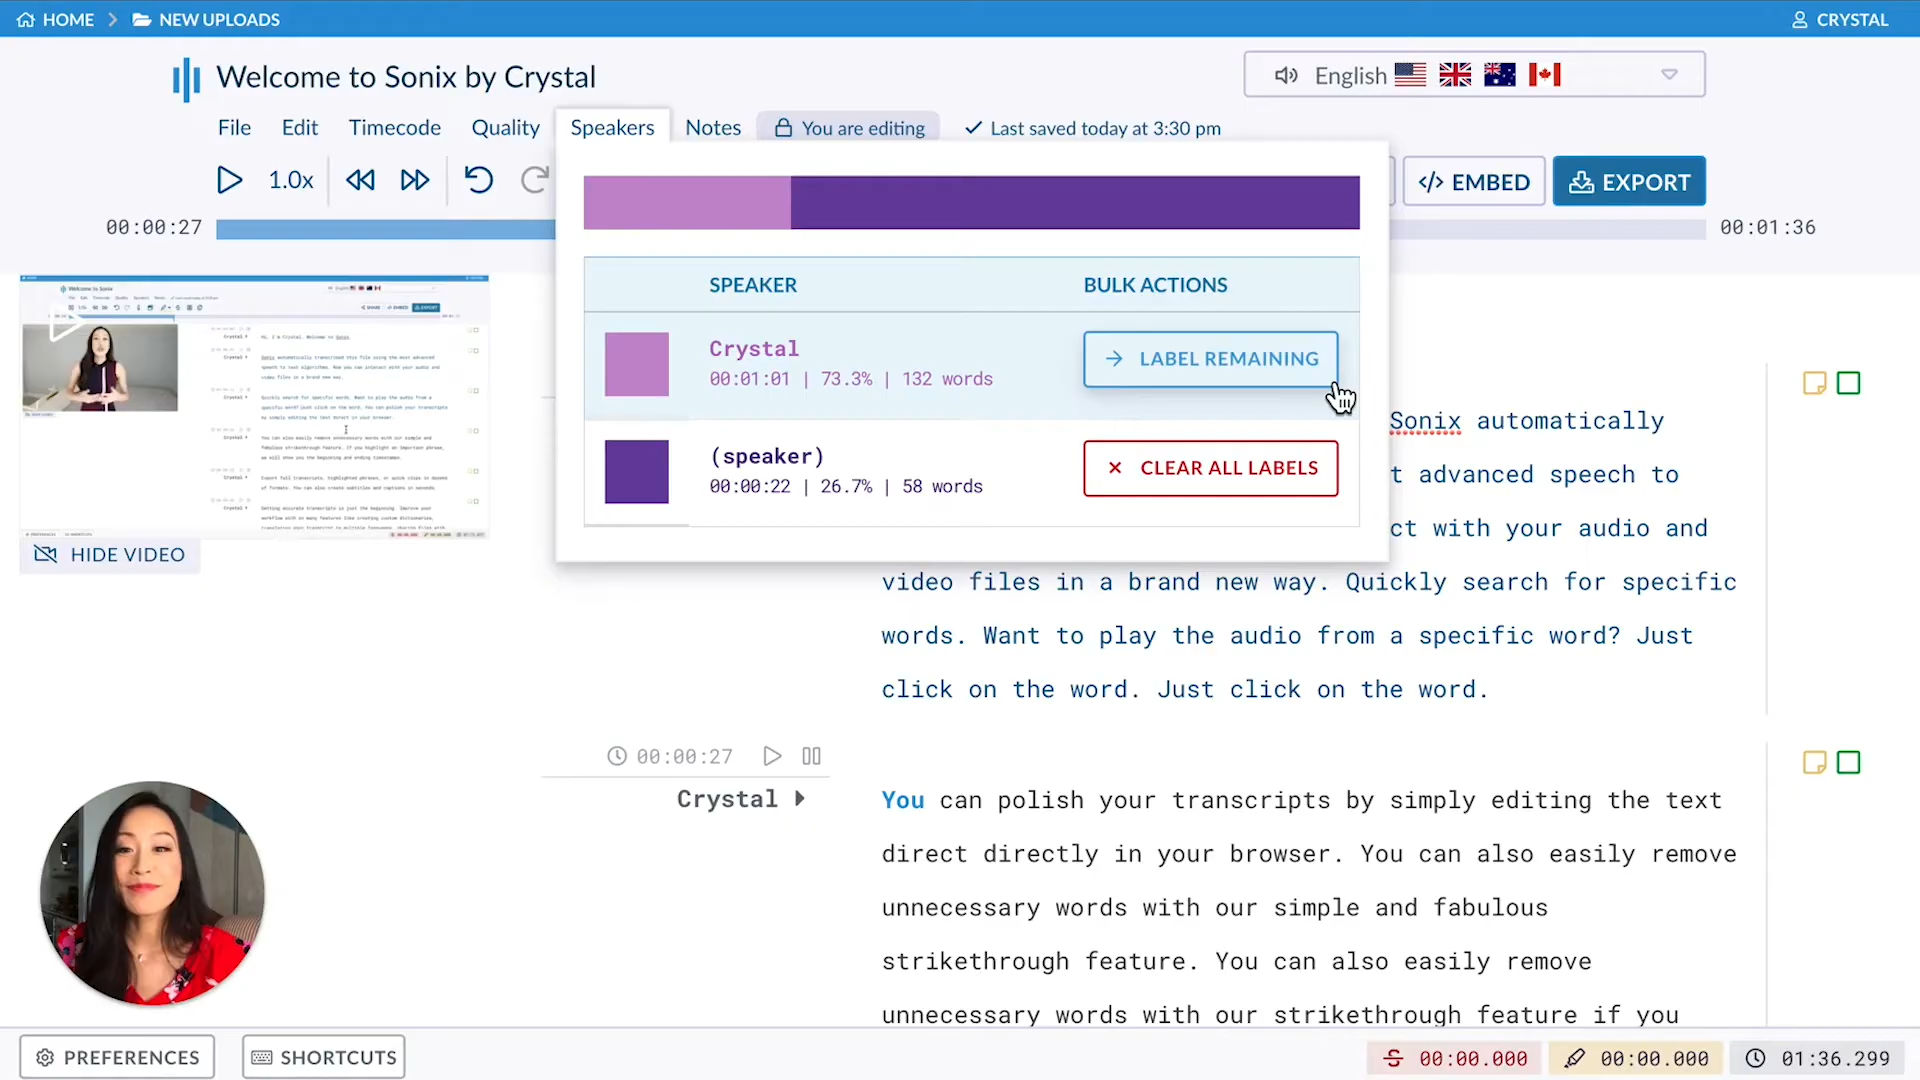 HOME
NEW UPLOADS
CRYSTAL
Welcome to Sonix by Crystal
English
File Edit Timecode Quality Speakers Notes You are editing Last saved today at 3:30 pm
1.0x
</> EMBED
EXPORT
00:00:27
00:01:36
SPEAKER BULK ACTIONS
Crystal
00:01:01 | 73.3% | 132 words
LABEL REMAINING
(speaker)
00:00:22 | 26.7% | 58 words
CLEAR ALL LABELS
HIDE VIDEO
Sonix automatically
t advanced speech to
ct with your audio and
video files in a brand new way. Quickly search for specific
words. Want to play the audio from a specific word? Just
click on the word. Just click on the word.
00:00:27
Crystal
You can polish your transcripts by simply editing the text
direct directly in your browser. You can also easily remove
unnecessary words with our simple and fabulous
strikethrough feature. You can also easily remove
unnecessary words with our strikethrough feature if you
PREFERENCES
SHORTCUTS
00:00.000
00:00.000
01:36.299